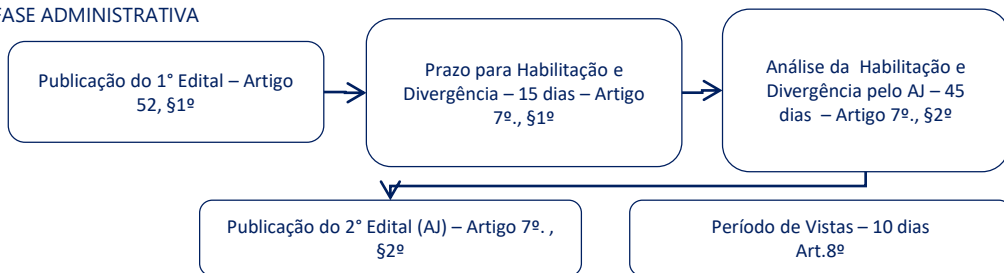 FASE ADMINISTRATIVA
Publicação do 1° Edital – Artigo
52, §1º
Prazo para Habilitação e
Divergência – 15 dias – Artigo
7º., §1º
Análise da  Habilitação e
Divergência pelo AJ – 45
dias  – Artigo 7º., §2º
Publicação do 2° Edital (AJ) – Artigo 7º. ,
§2º
Período de Vistas – 10 dias
Art.8º